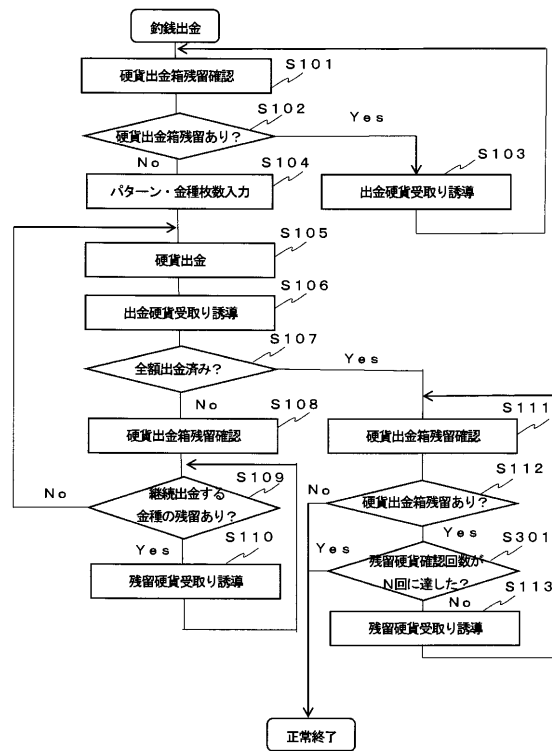 釣銭出金
S101
硬貨出金箱残留確認
S102
硬貨出金箱残留あり?
Yes
No
S103
出金硬貨受取り誘導
S104
パターン・金種枚数入力
S105
硬貨出金
S106
出金硬貨受取り誘導
S107
全額出金済み?
Yes
No
S108
硬貨出金箱残留確認
S109
継続出金する
金種の残留あり?
No
Yes
S110
残留硬貨受取り誘導
S111
硬貨出金箱残留確認
S112
硬貨出金箱残留あり?
No
Yes
S301
残留硬貨確認回数が
N回に達した?
Yes
No
S113
残留硬貨受取り誘導
正常終了